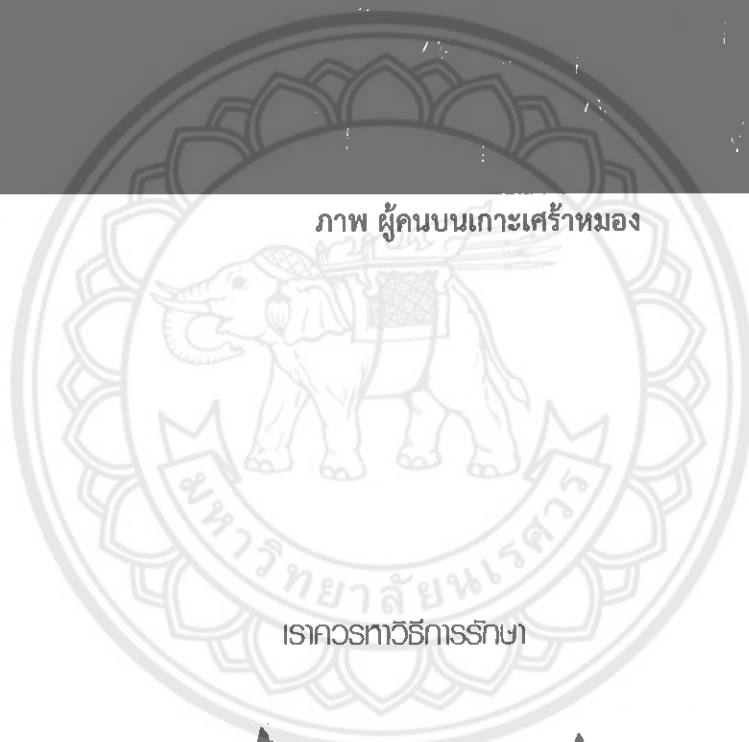 ภาพ ผู้คนบนเกาะเศร้าหมอง
มหาวิทยาลัยนเรศวร
เราควรหาวิธีการรักษา